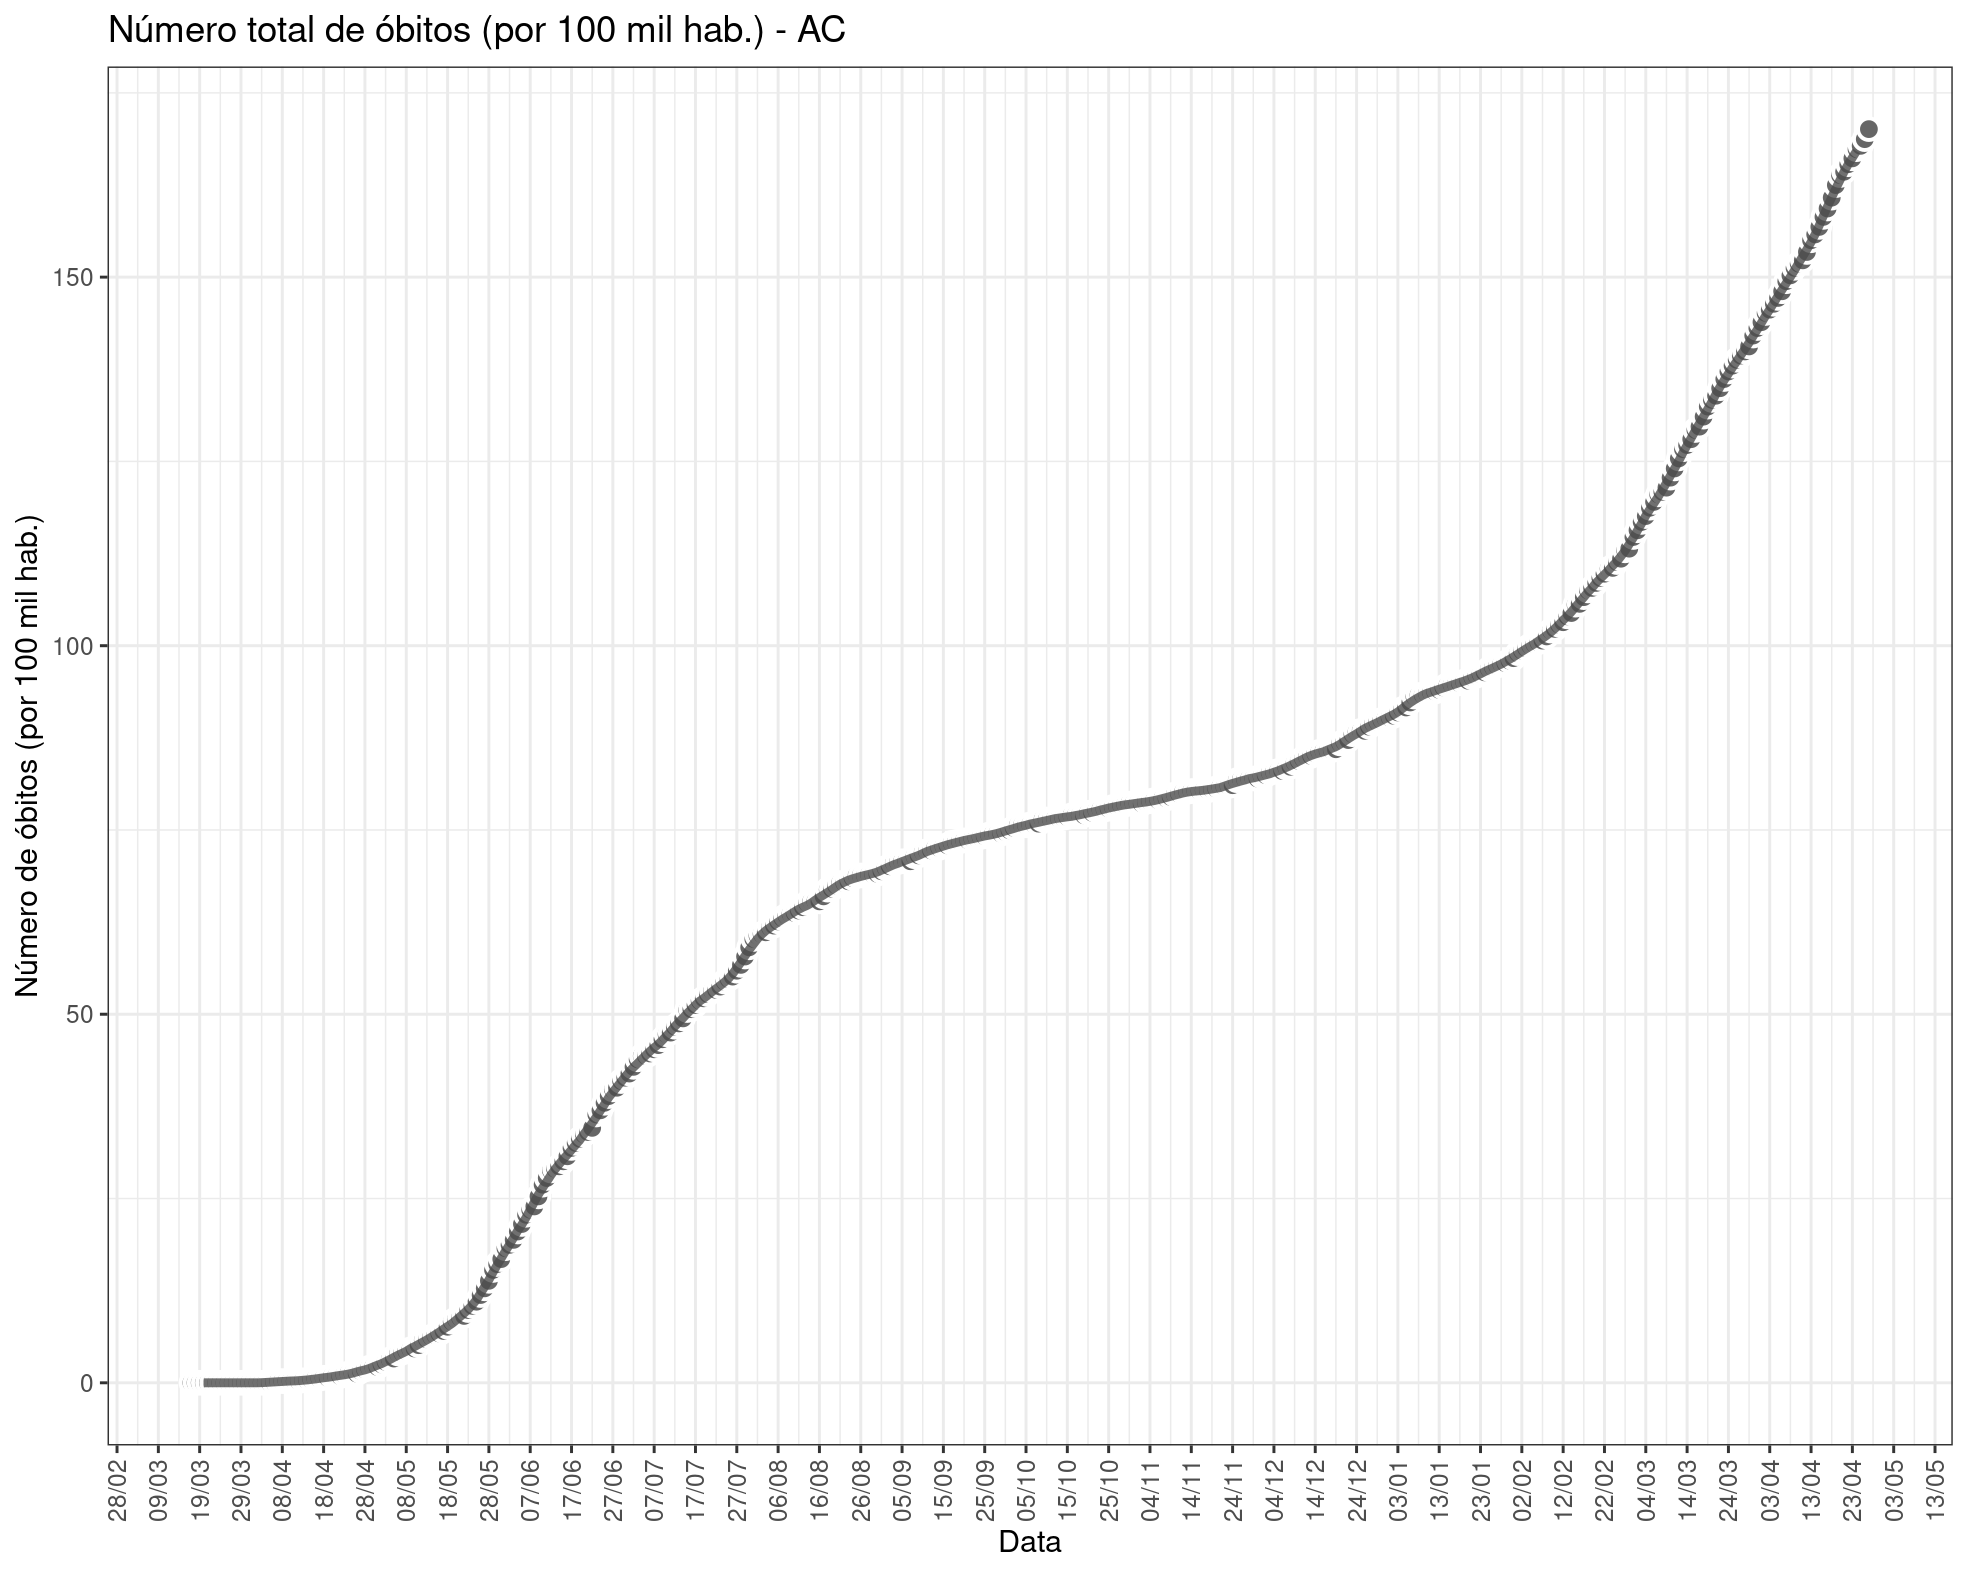 Número total de óbitos (por 100 mil hab.) - AC
Número de óbitos (por 100 mil hab.)
150
100
50
0
28/02 09/03 19/03 29/03 08/04 18/04 28/04 08/05 18/05 28/05 07/06 17/06 27/06 07/07 17/07 27/07 06/08 16/08 26/08 05/09 15/09 25/09 05/10 15/10 25/10 04/11 14/11 24/11 04/12 14/12 24/12 03/01 13/01 23/01 02/02 12/02 22/02 04/03 14/03 24/03 03/04 13/04 23/04 03/05 13/05
Data